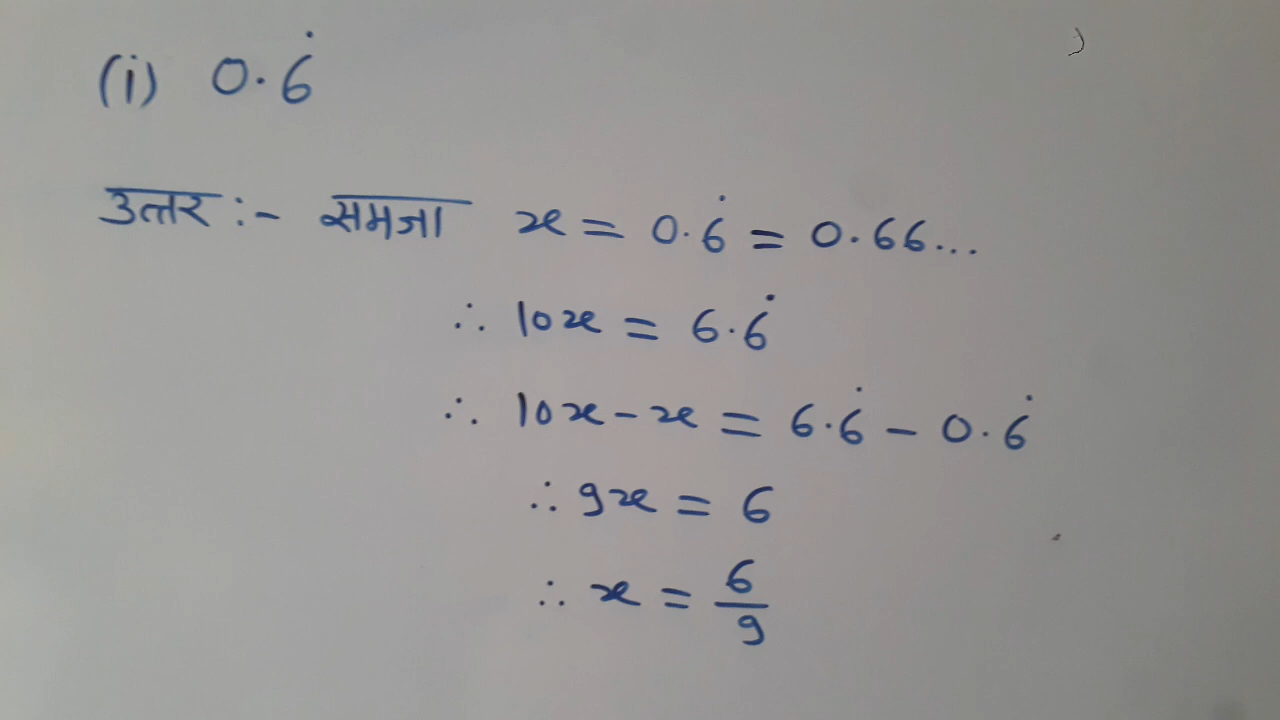 (i) 0.6̇
उत्तर :- समजा x = 0.6̇ = 0.66...
∴ 10x = 6.6̇
∴ 10x - x = 6.6̇ - 0.6̇
∴ 9x = 6
∴ x = 6/9